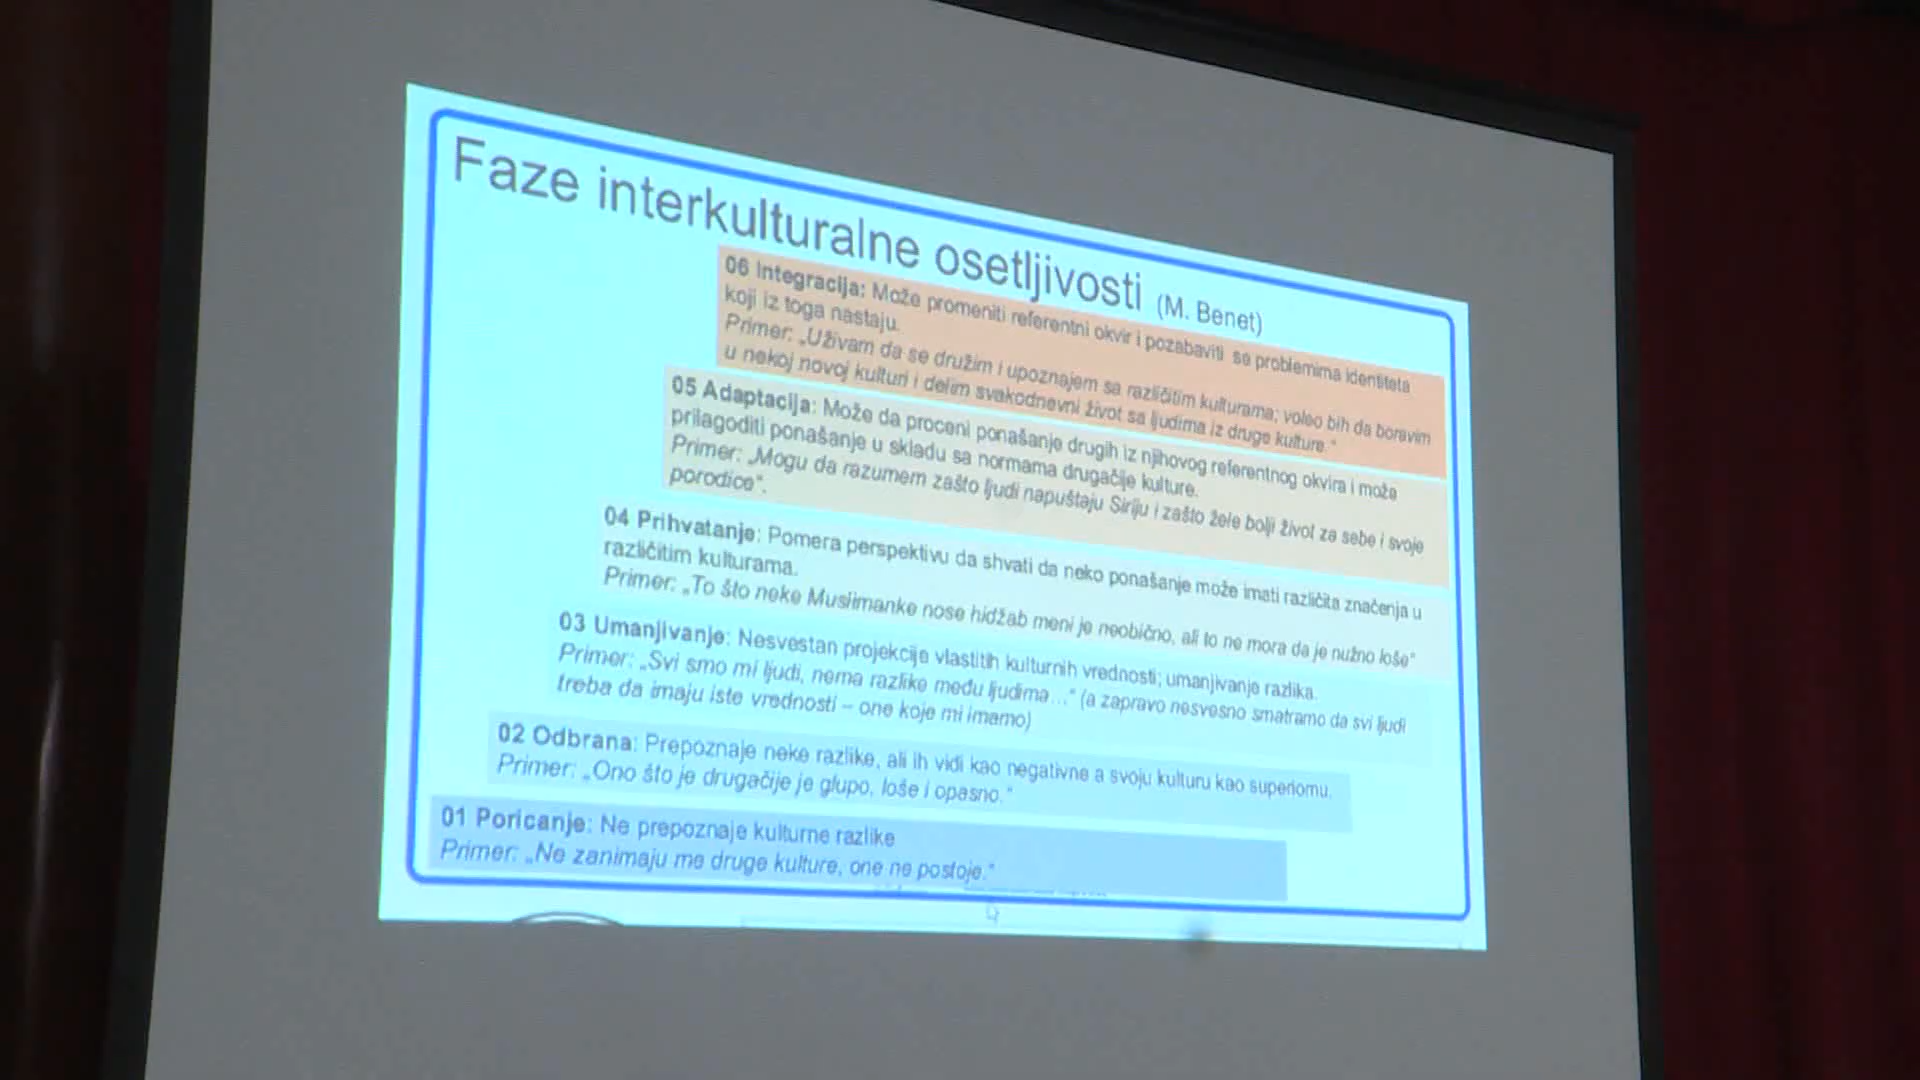 Faze interkulturalne osetljivosti (M. Benet)
06 Integracija: Može promeniti referentni okvir i pozabaviti se problemima identiteta
koji iz toga nastaju.
Primer: „Uživam da se družim i upoznajem sa različitim kulturama; voleo bih da boravim
u nekoj novoj kulturi i delim svakodnevni život sa ljudima iz druge kulture.“
05 Adaptacija: Može da proceni ponašanje drugih iz njihovog referentnog okvira i može
prilagoditi ponašanje u skladu sa normama drugačije kulture.
Primer: „Mogu da razumem zašto ljudi napuštaju Siriju i zašto žele bolji život za sebe i svoje
porodice“.
04 Prihvatanje: Pomera perspektivu da shvati da neko ponašanje može imati različita značenja u
različitim kulturama.
Primer: „To što neke Muslimanke nose hidžab meni je neobično, ali to ne mora da je nužno loše“
03 Umanjivanje: Nesvestan projekcije vlastitih kulturnih vrednosti; umanjivanje razlika.
Primer: „Svi smo mi ljudi, nema razlike među ljudima...“ (a zapravo nesvesno smatramo da svi ljudi
treba da imaju iste vrednosti – one koje mi imamo)
02 Odbrana: Prepoznaje neke razlike, ali ih vidi kao negativne a svoju kulturu kao superiornu.
Primer: „Ono što je drugačije je glupo, loše i opasno.“
01 Poricanje: Ne prepoznaje kulturne razlike
Primer: „Ne zanimaju me druge kulture, one ne postoje.“